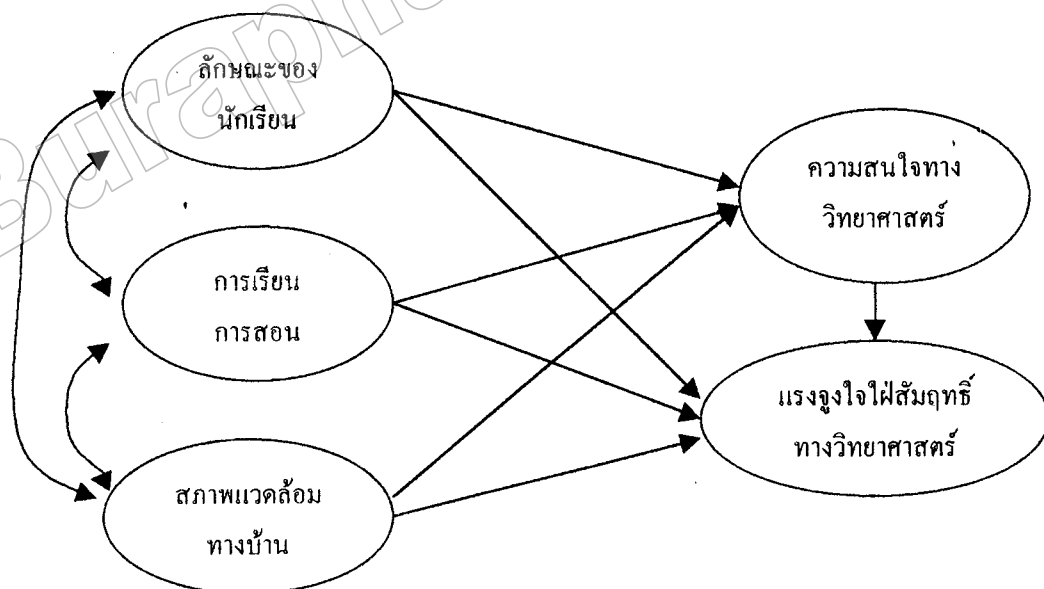 ลักษณะของ
นักเรียน
ความสนใจทาง
วิทยาศาสตร์
การเรียน
การสอน
แรงจูงใจใฝ่สัมฤทธิ์
ทางวิทยาศาสตร์
สภาพแวดล้อม
ทางบ้าน